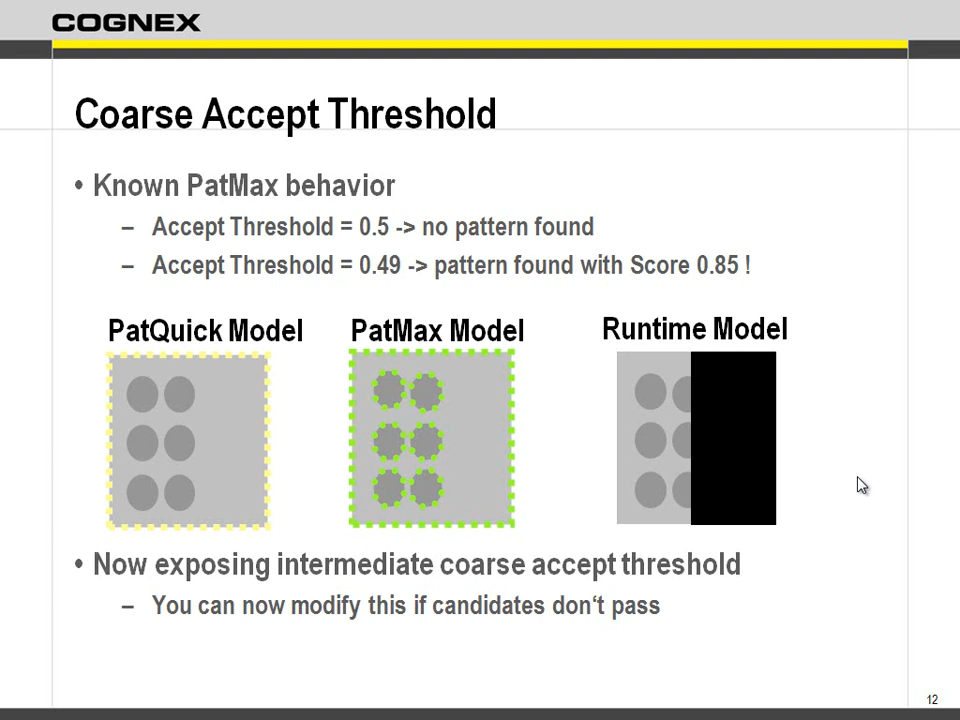 COGNEX
Coarse Accept Threshold
• Known PatMax behavior
– Accept Threshold = 0.5 -> no pattern found
– Accept Threshold = 0.49 -> pattern found with Score 0.85 !
PatQuick Model
PatMax Model
Runtime Model
• Now exposing intermediate coarse accept threshold
– You can now modify this if candidates don‘t pass
12